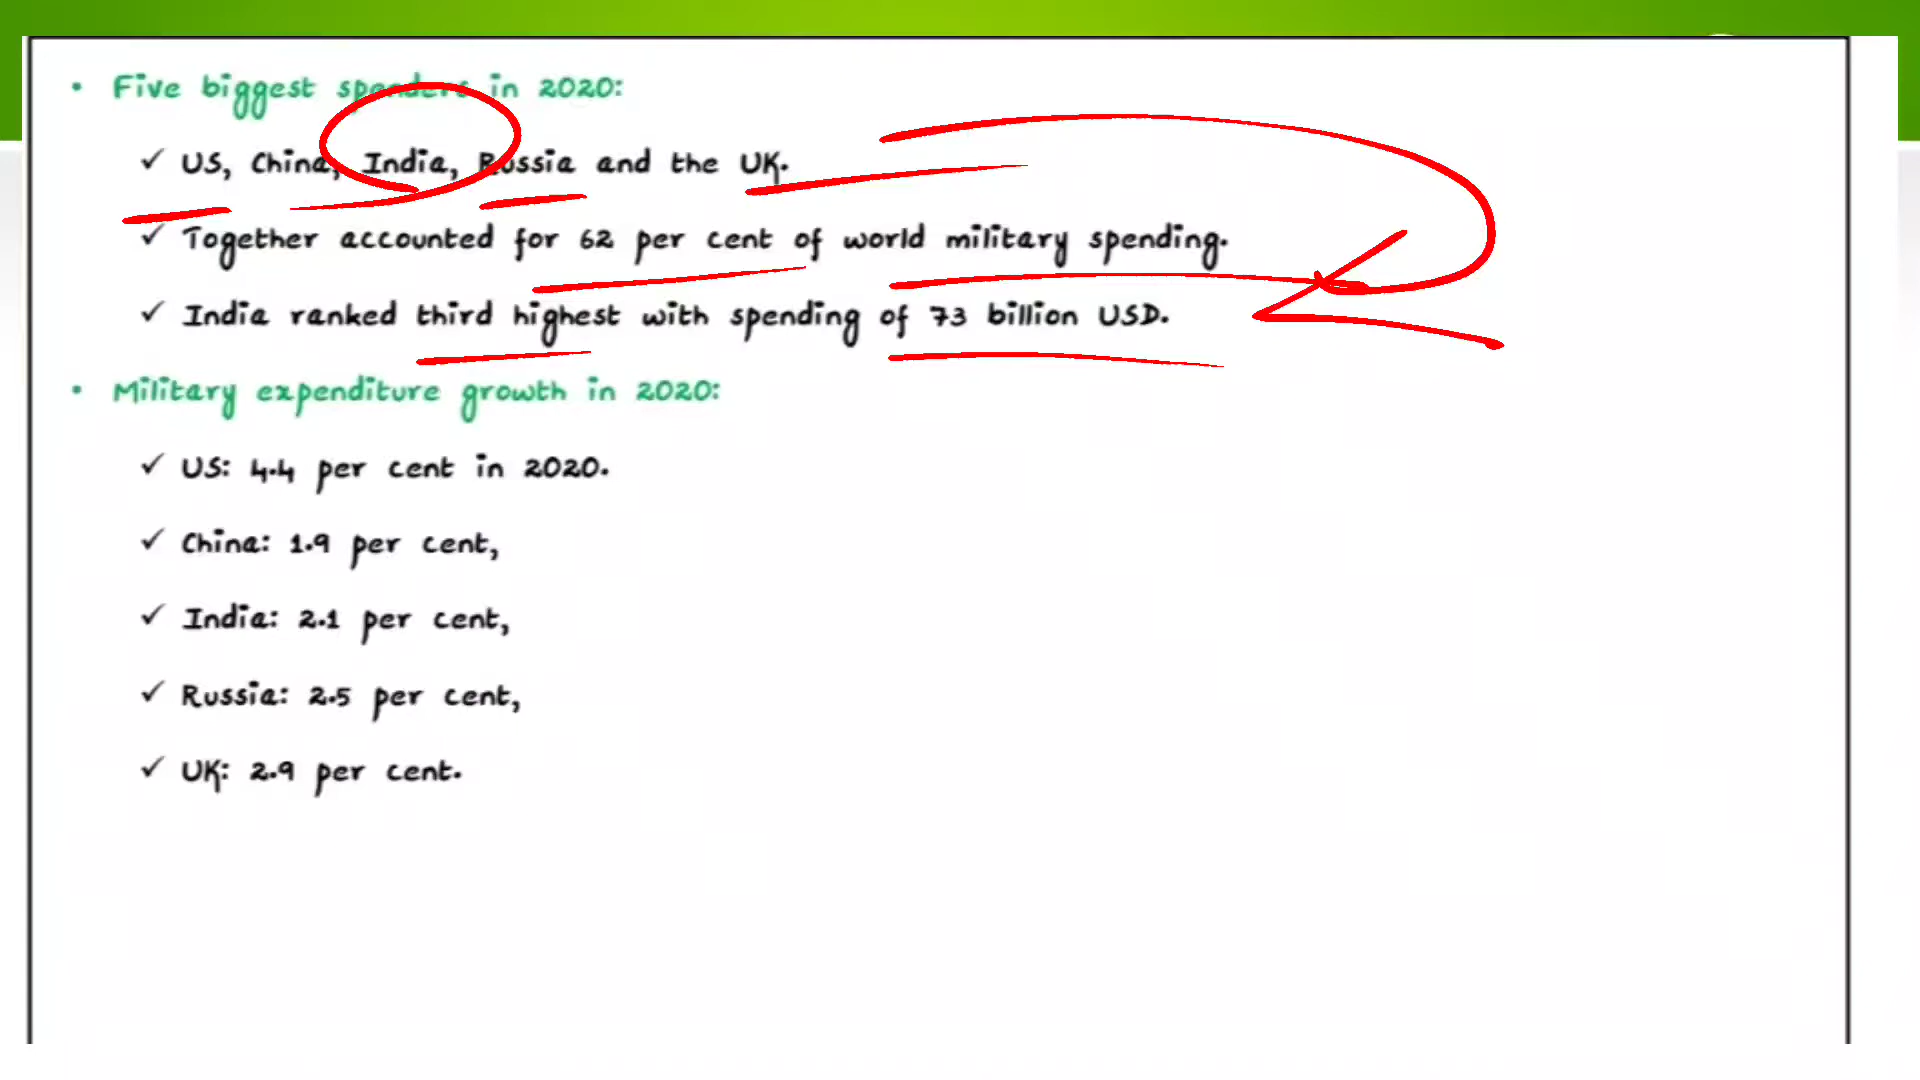 • Five biggest spenders in 2020:
✓ US, China, India, Russia and the UK.
✓ Together accounted for 62 per cent of world military spending.
✓ India ranked third highest with spending of 73 billion USD.
• Military expenditure growth in 2020:
✓ US: 4.4 per cent in 2020.
✓ China: 1.9 per cent,
✓ India: 2.1 per cent,
✓ Russia: 2.5 per cent,
✓ UK: 2.9 per cent.